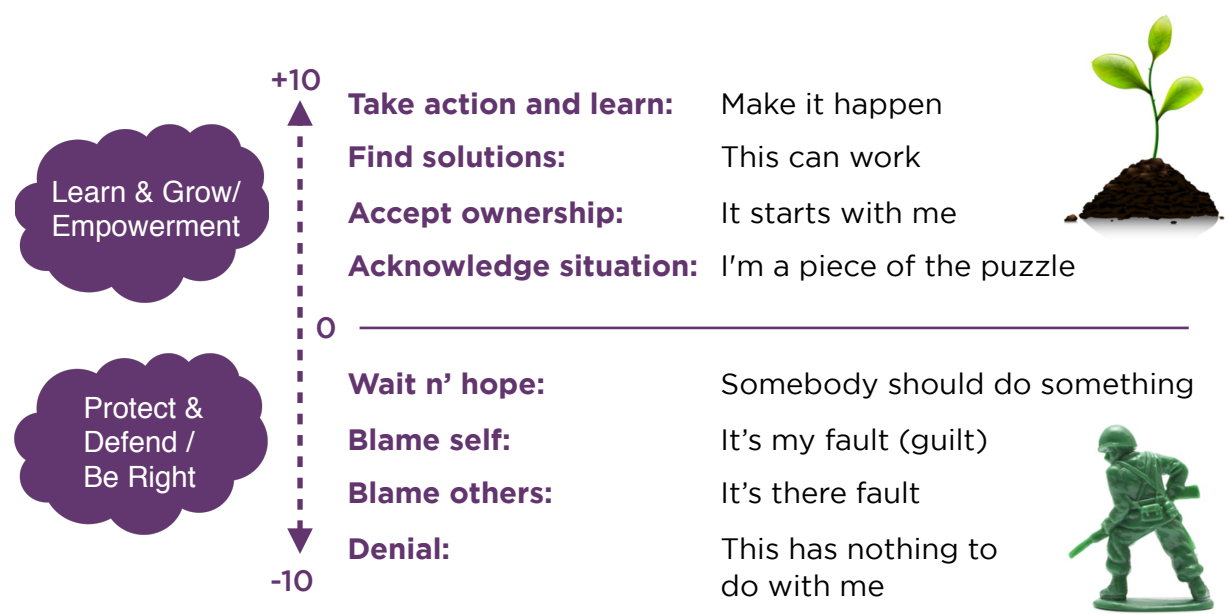 +10
Take action and learn: Make it happen
Find solutions: This can work
Learn & Grow/
Empowerment
Accept ownership: It starts with me
Acknowledge situation: I'm a piece of the puzzle
0
Wait n’ hope: Somebody should do something
Protect &
Defend /
Be Right
Blame self: It’s my fault (guilt)
Blame others: It’s there fault
Denial: This has nothing to
do with me
-10